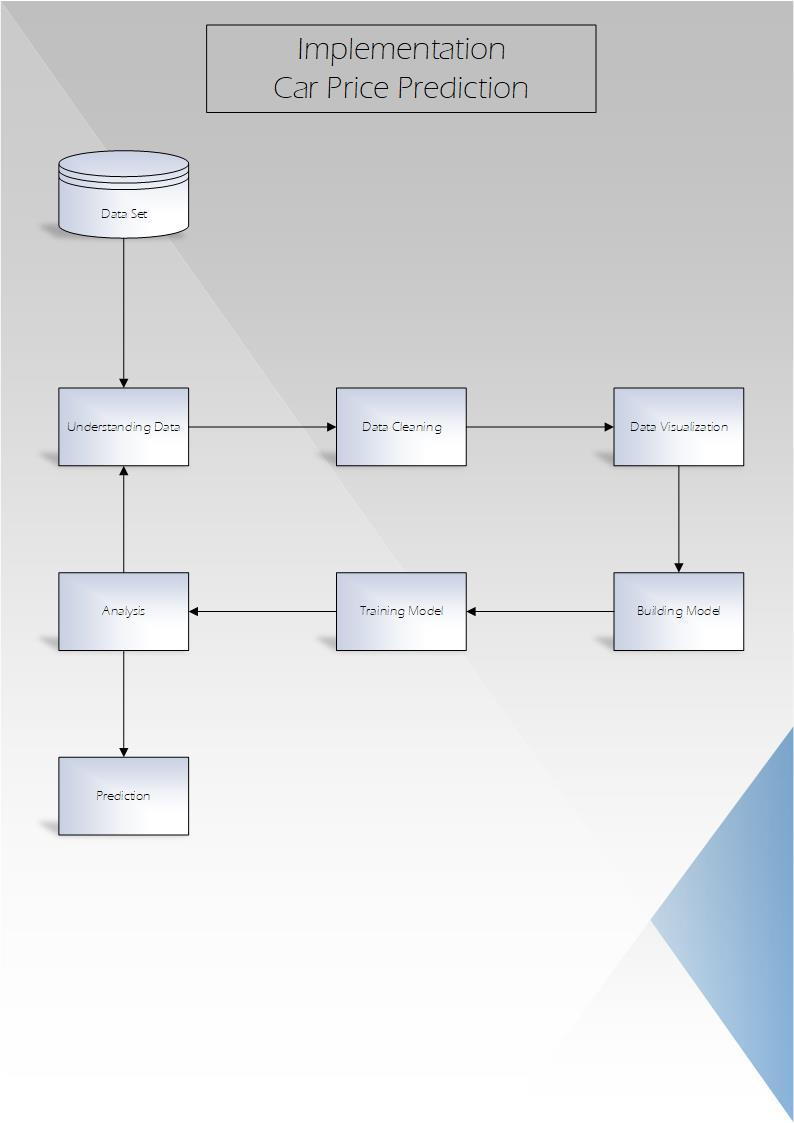 Implementation
Car Price Prediction
Data Set
Understanding Data
Data Cleaning
Data Visualization
Analysis
Training Model
Building Model
Prediction